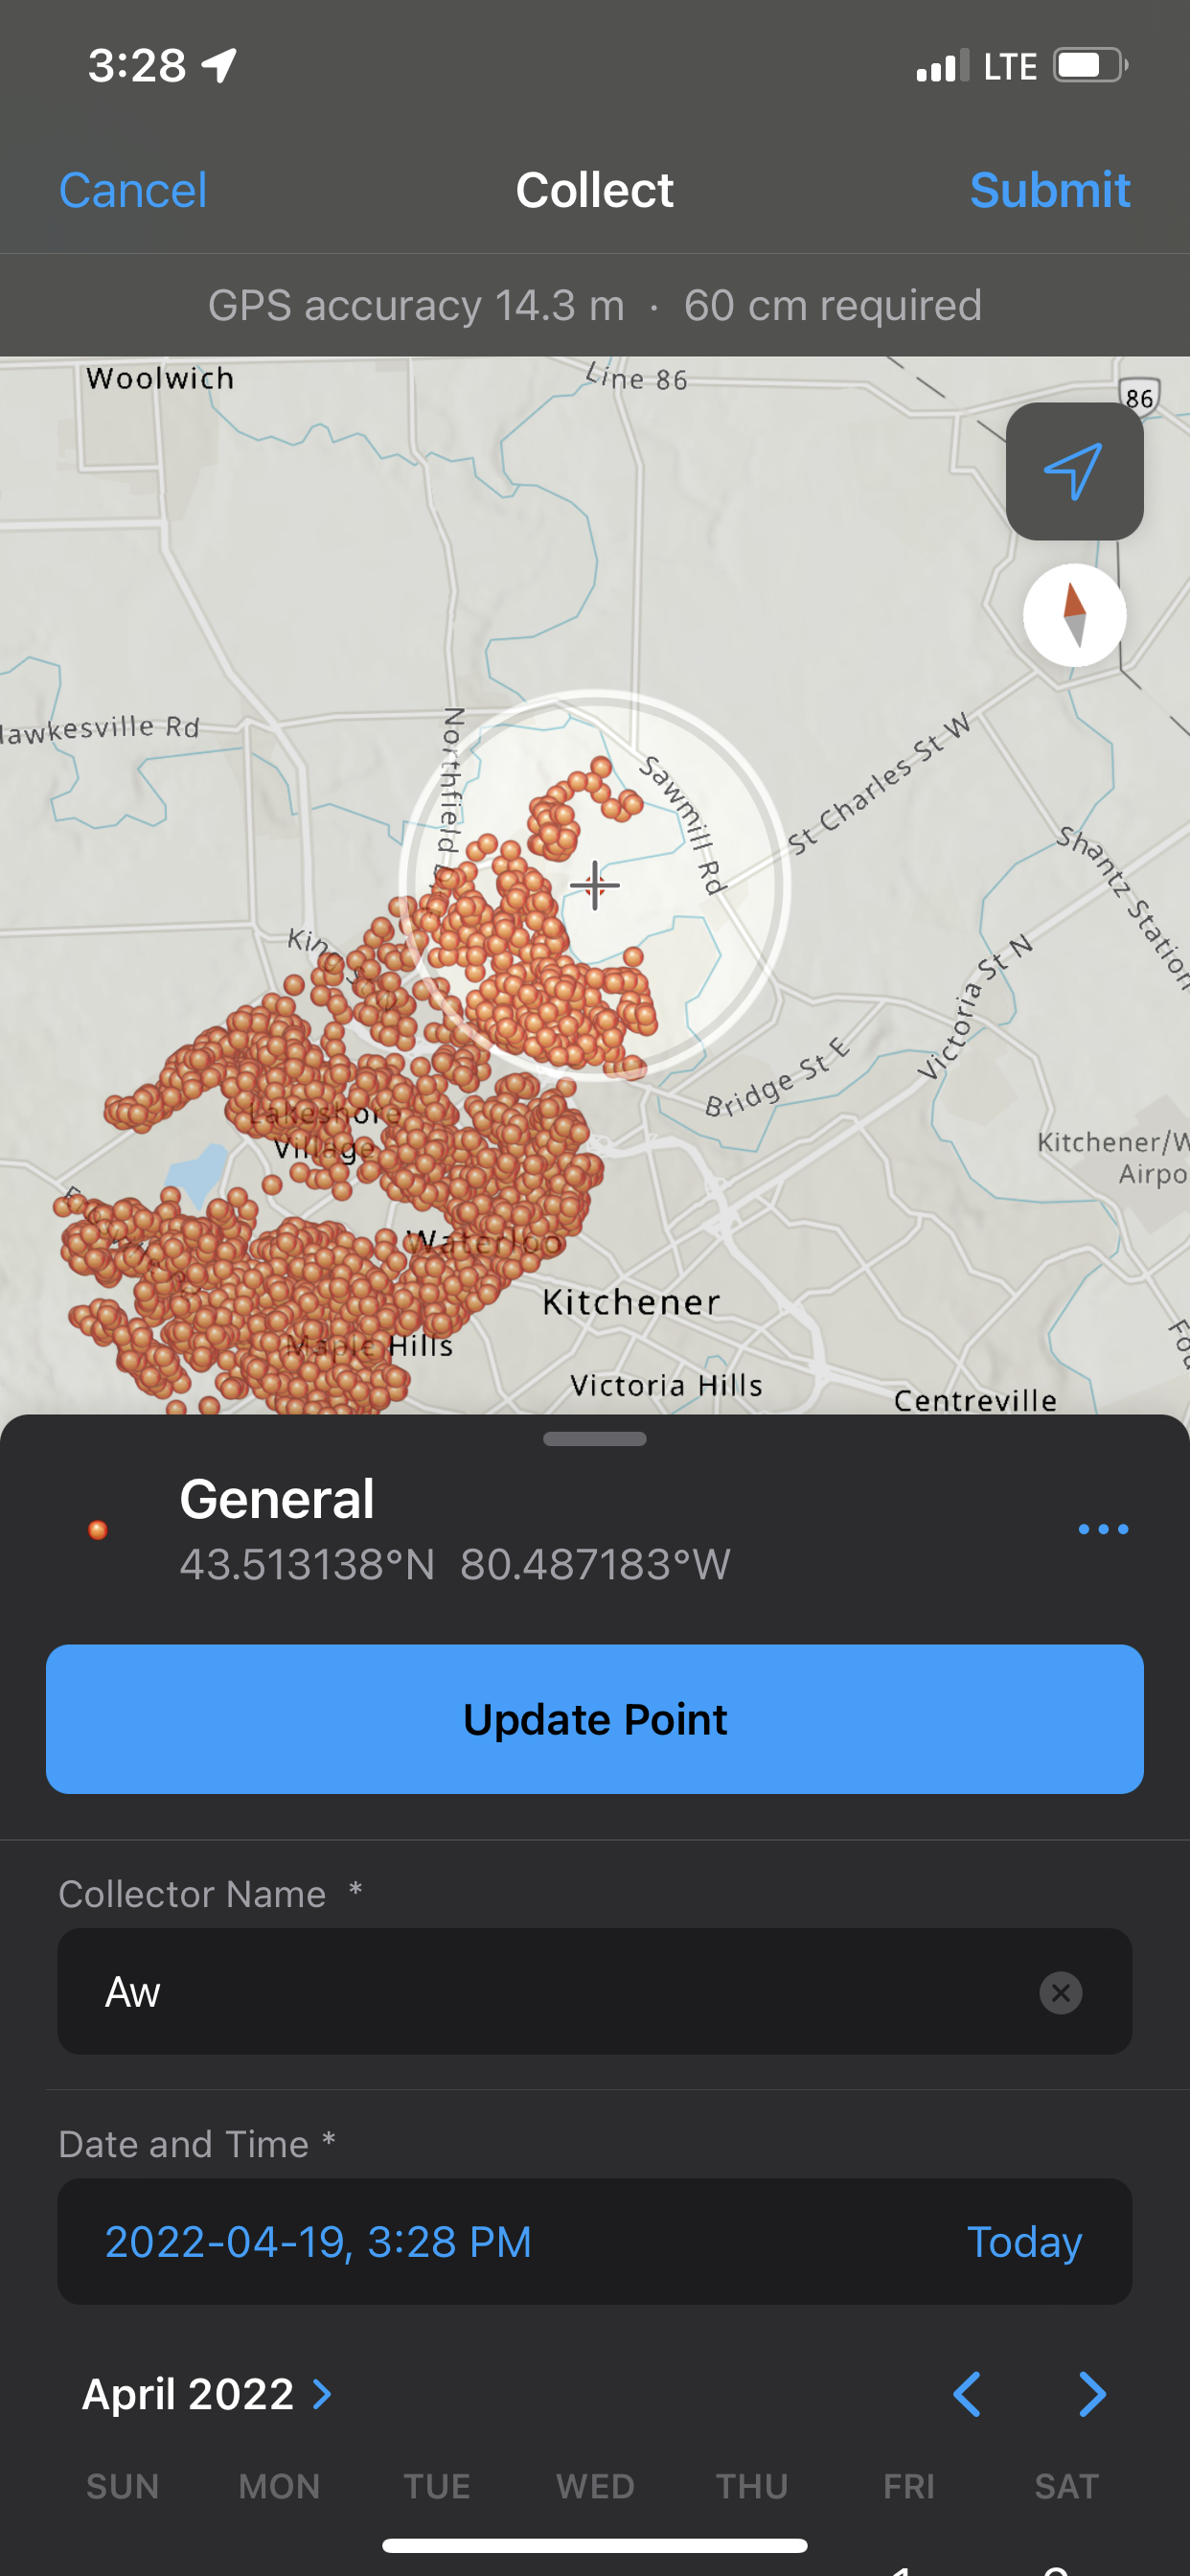 3:28
LTE
Cancel
Collect
Submit
GPS accuracy 14.3 m · 60 cm required
Woolwich
Line 86
86
Hawkesville Rd
Northfield
Sawmill Rd
St Charles St W
Shantz Station
Victoria St N
Bridge St E
Kitchener/W
Airpo
Lakeshore
Village
Waterloo
Kitchener
Maple Hills
Victoria Hills
Centreville
General
43.513138°N 80.487183°W
Update Point
Collector Name *
Aw
Date and Time *
2022-04-19, 3:28 PM
Today
April 2022
SUN MON TUE WED THU FRI SAT